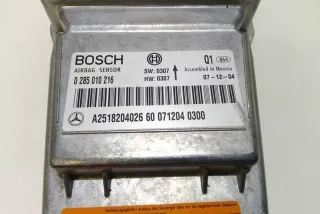 BOSCH
AIRBAG SENSOR
0 285 010 216
SW: 0307
HW: 0307
Q1
Assembled in Mexico
07-12-04
A2518204026 60 071204 0300